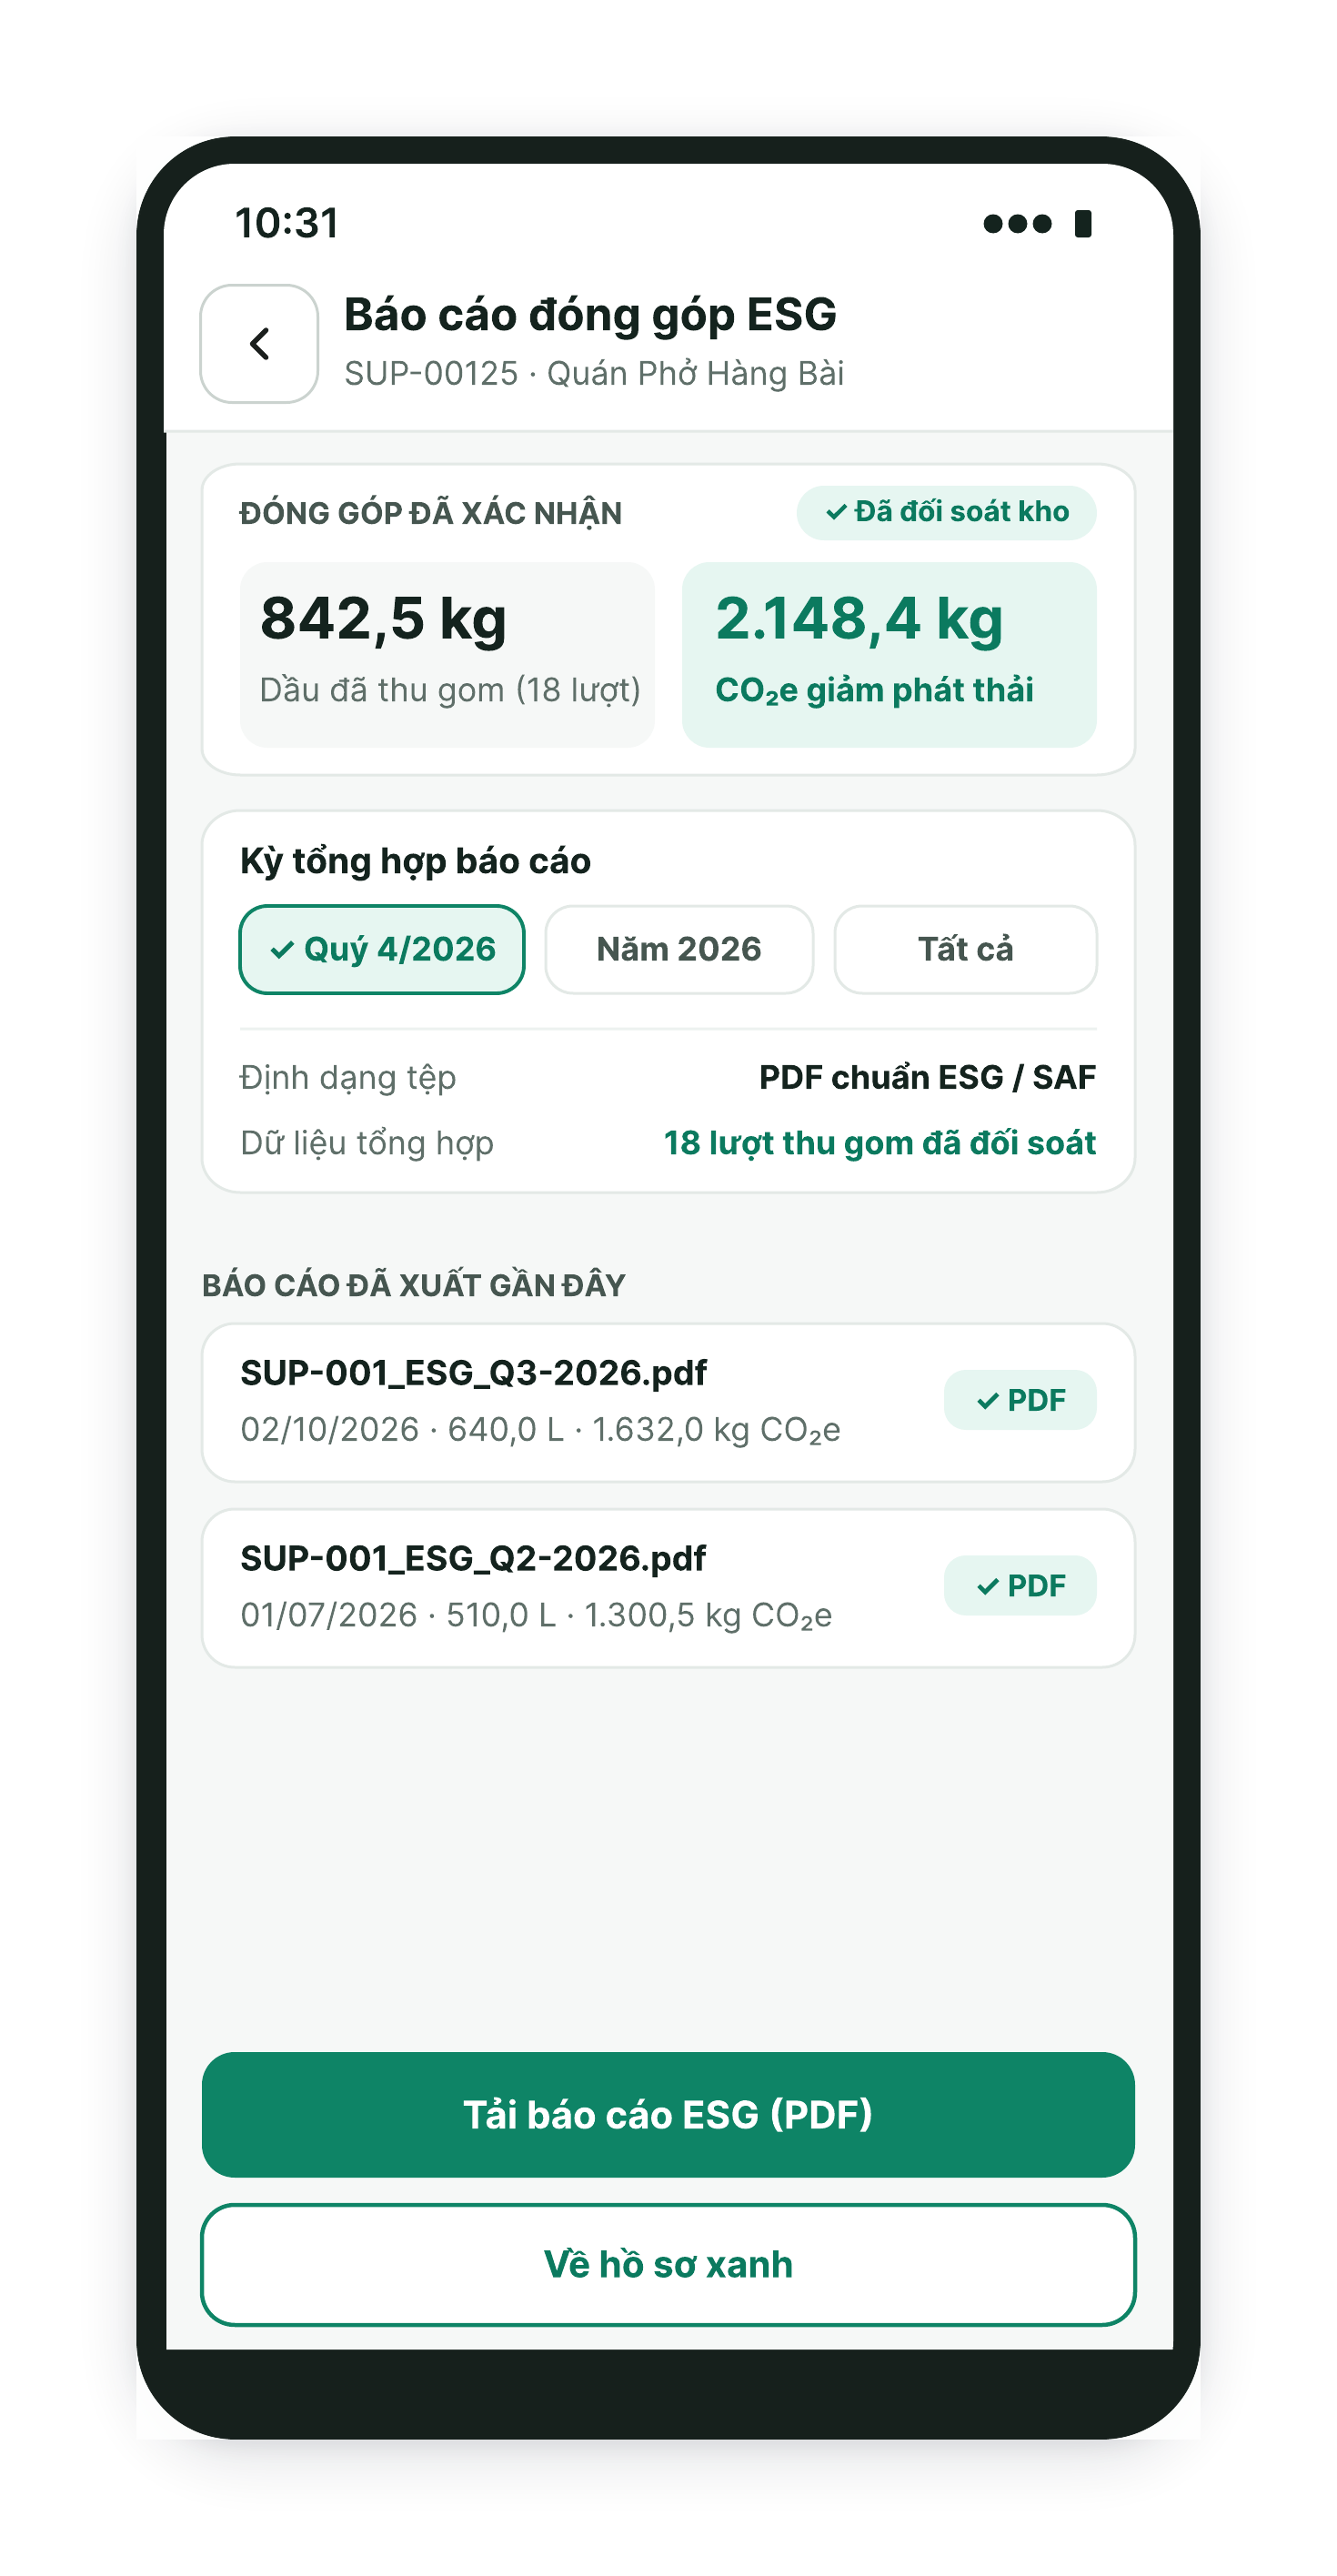 10:31
Báo cáo đóng góp ESG
SUP-00125 · Quán Phở Hàng Bài
ĐÓNG GÓP ĐÃ XÁC NHẬN
✓ Đã đối soát kho
842,5 kg
Dầu đã thu gom (18 lượt)
2.148,4 kg
CO₂e giảm phát thải
Kỳ tổng hợp báo cáo
✓ Quý 4/2026
Năm 2026
Tất cả
Định dạng tệp
PDF chuẩn ESG / SAF
Dữ liệu tổng hợp
18 lượt thu gom đã đối soát
BÁO CÁO ĐÃ XUẤT GẦN ĐÂY
SUP-001_ESG_Q3-2026.pdf
02/10/2026 · 640,0 L · 1.632,0 kg CO₂e
✓ PDF
SUP-001_ESG_Q2-2026.pdf
01/07/2026 · 510,0 L · 1.300,5 kg CO₂e
✓ PDF
Tải báo cáo ESG (PDF)
Về hồ sơ xanh